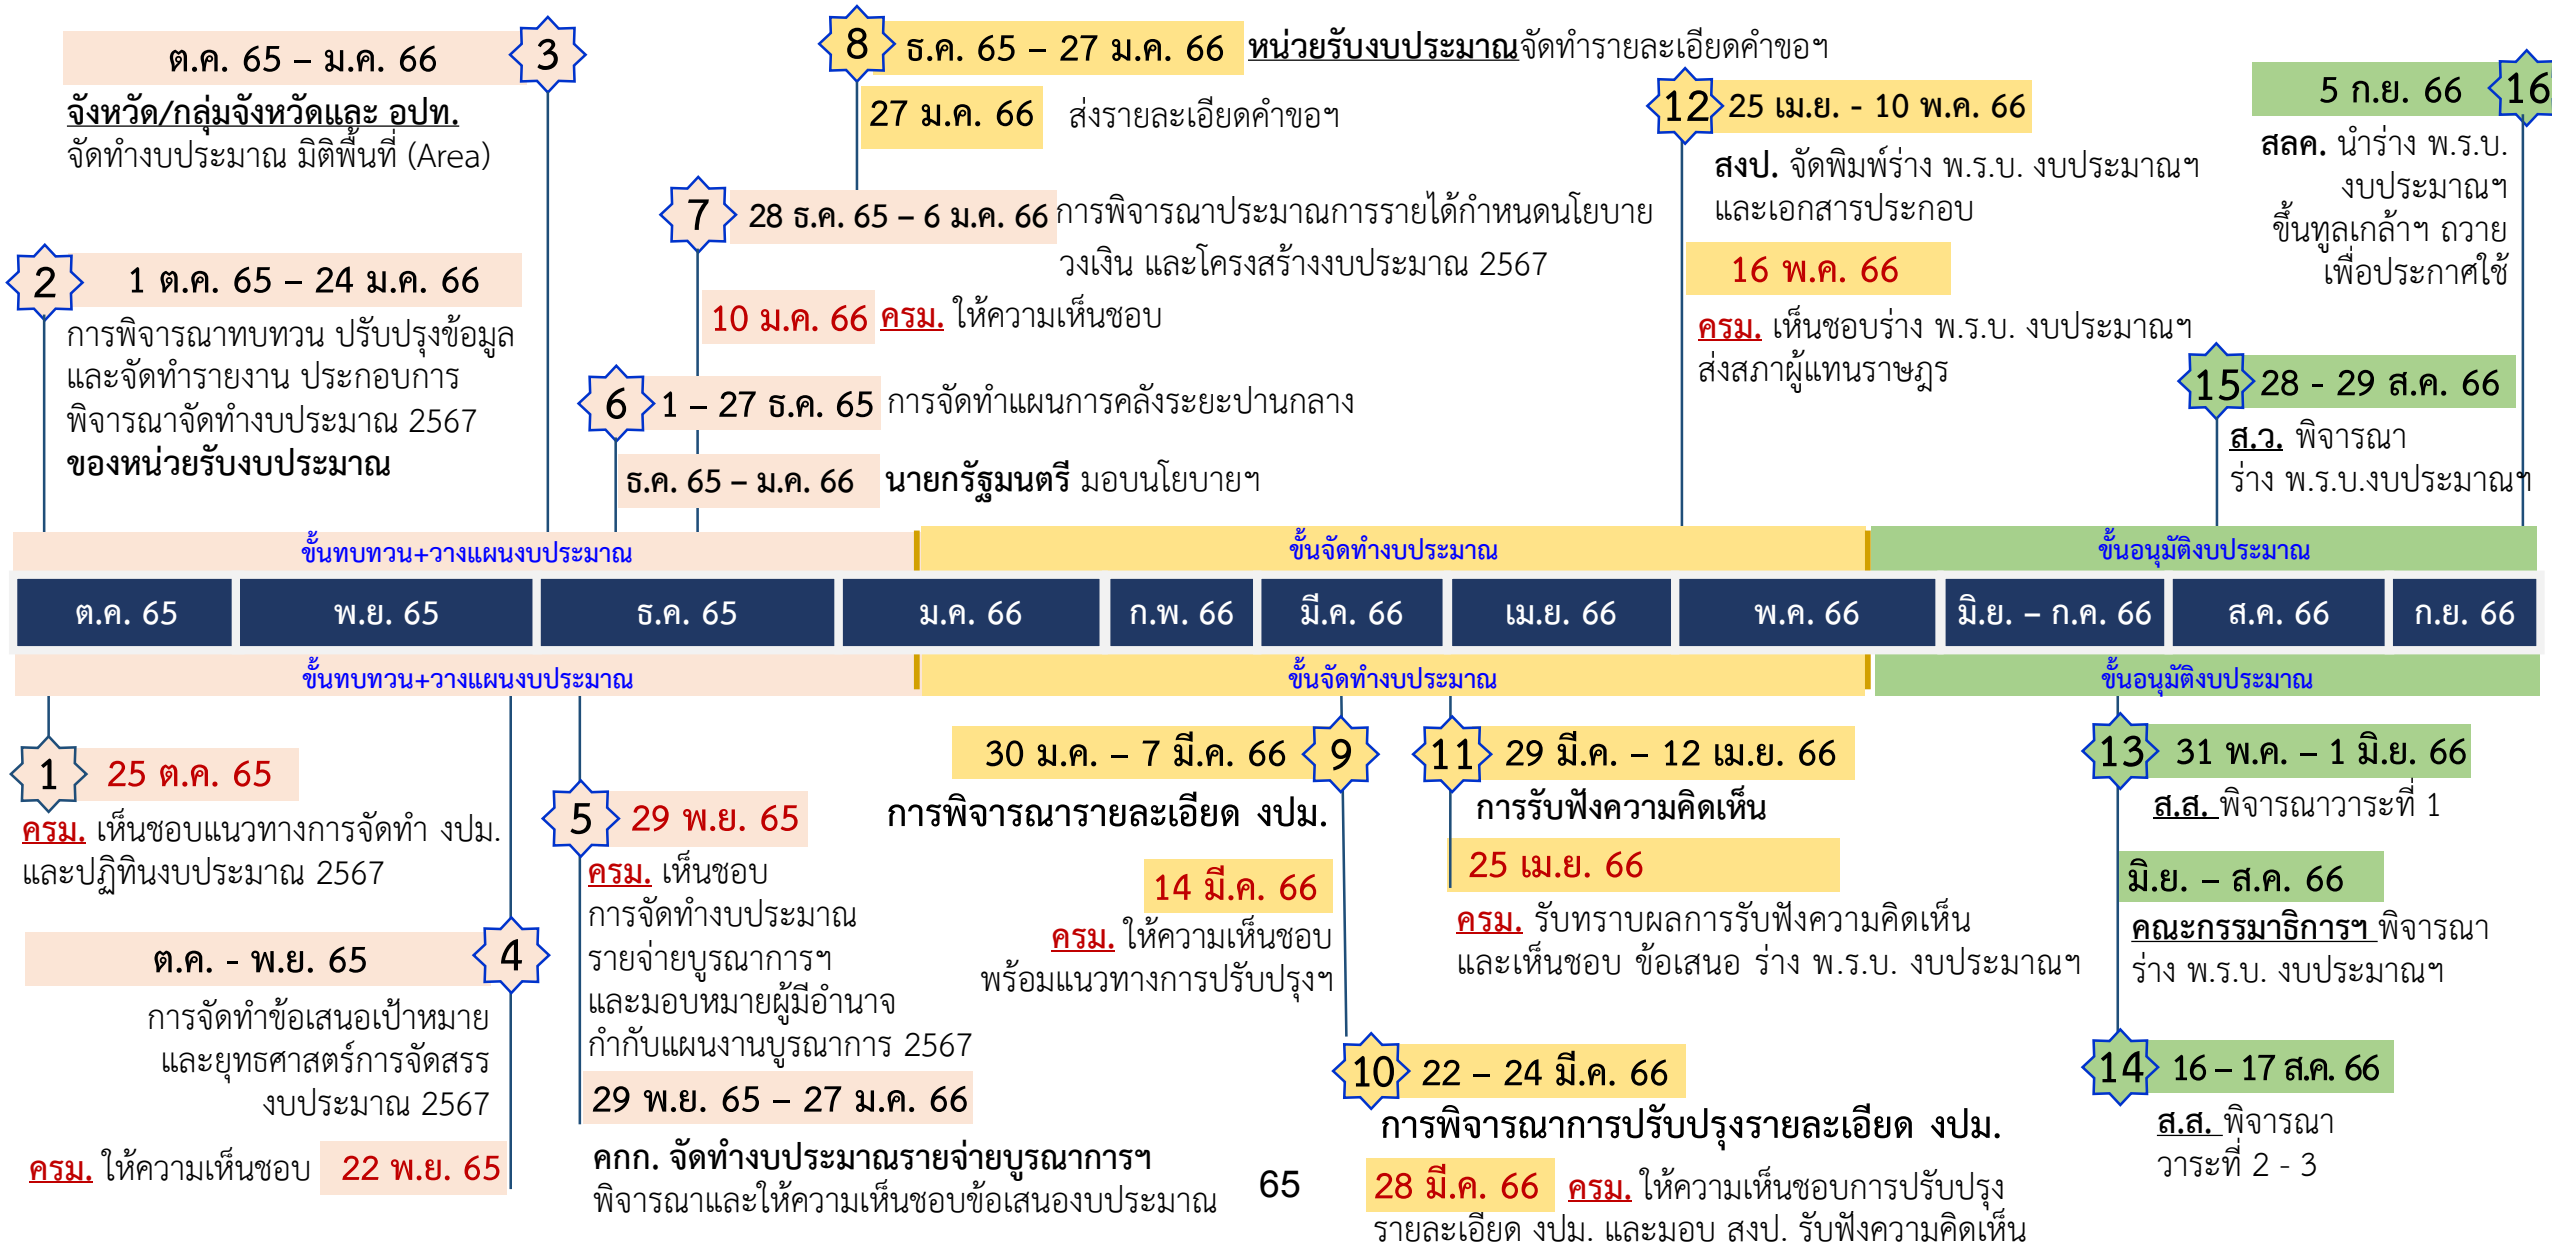 3
ต.ค. 65 – ม.ค. 66
จังหวัด/กลุ่มจังหวัดและ อปท.
จัดทำงบประมาณ มิติพื้นที่ (Area)
2
1 ต.ค. 65 – 24 ม.ค. 66
การพิจารณาทบทวน ปรับปรุงข้อมูล
และจัดทำรายงาน ประกอบการ
พิจารณาจัดทำงบประมาณ 2567
ของหน่วยรับงบประมาณ
8
ธ.ค. 65 – 27 ม.ค. 66 หน่วยรับงบประมาณจัดทำรายละเอียดคำขอฯ
27 ม.ค. 66 ส่งรายละเอียดคำขอฯ
7
28 ธ.ค. 65 – 6 ม.ค. 66 การพิจารณาประมาณการรายได้กำหนดนโยบาย
วงเงิน และโครงสร้างงบประมาณ 2567
10 ม.ค. 66 ครม. ให้ความเห็นชอบ
6
1 – 27 ธ.ค. 65 การจัดทำแผนการคลังระยะปานกลาง
ธ.ค. 65 – ม.ค. 66 นายกรัฐมนตรี มอบนโยบายฯ
12
25 เม.ย. - 10 พ.ค. 66
สงป. จัดพิมพ์ร่าง พ.ร.บ. งบประมาณฯ
และเอกสารประกอบ
16 พ.ค. 66
ครม. เห็นชอบร่าง พ.ร.บ. งบประมาณฯ
ส่งสภาผู้แทนราษฎร
5 ก.ย. 66
16
สลค. นำร่าง พ.ร.บ.
งบประมาณฯ
ขึ้นทูลเกล้าฯ ถวาย
เพื่อประกาศใช้
15
28 - 29 ส.ค. 66
ส.ว. พิจารณา
ร่าง พ.ร.บ.งบประมาณฯ
ขั้นทบทวน+วางแผนงบประมาณ
ขั้นจัดทำงบประมาณ
ขั้นอนุมัติงบประมาณ
ต.ค. 65
พ.ย. 65
ธ.ค. 65
ม.ค. 66
ก.พ. 66
มี.ค. 66
เม.ย. 66
พ.ค. 66
มิ.ย. – ก.ค. 66
ส.ค. 66
ก.ย. 66
ขั้นทบทวน+วางแผนงบประมาณ
ขั้นจัดทำงบประมาณ
ขั้นอนุมัติงบประมาณ
1
25 ต.ค. 65
ครม. เห็นชอบแนวทางการจัดทำ งปม.
และปฏิทินงบประมาณ 2567
4
ต.ค. - พ.ย. 65
การจัดทำข้อเสนอเป้าหมาย
และยุทธศาสตร์การจัดสรร
งบประมาณ 2567
ครม. ให้ความเห็นชอบ 22 พ.ย. 65
5
29 พ.ย. 65
ครม. เห็นชอบ
การจัดทำงบประมาณ
รายจ่ายบูรณาการฯ
และมอบหมายผู้มีอำนาจ
กำกับแผนงานบูรณาการ 2567
29 พ.ย. 65 – 27 ม.ค. 66
คกก. จัดทำงบประมาณรายจ่ายบูรณาการฯ
พิจารณาและให้ความเห็นชอบข้อเสนองบประมาณ
30 ม.ค. – 7 มี.ค. 66
9
การพิจารณารายละเอียด งปม.
14 มี.ค. 66
ครม. ให้ความเห็นชอบ
พร้อมแนวทางการปรับปรุงฯ
10
22 – 24 มี.ค. 66
การพิจารณาการปรับปรุงรายละเอียด งปม.
28 มี.ค. 66 ครม. ให้ความเห็นชอบการปรับปรุง
รายละเอียด งปม. และมอบ สงป. รับฟังความคิดเห็น
65
11
29 มี.ค. – 12 เม.ย. 66
การรับฟังความคิดเห็น
25 เม.ย. 66
ครม. รับทราบผลการรับฟังความคิดเห็น
และเห็นชอบ ข้อเสนอ ร่าง พ.ร.บ. งบประมาณฯ
13
31 พ.ค. – 1 มิ.ย. 66
ส.ส. พิจารณาวาระที่ 1
มิ.ย. – ส.ค. 66
คณะกรรมาธิการฯ พิจารณา
ร่าง พ.ร.บ. งบประมาณฯ
14
16 – 17 ส.ค. 66
ส.ส. พิจารณา
วาระที่ 2 - 3